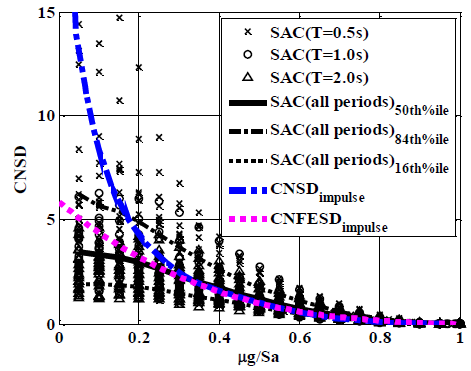 15
10
5
0
CNSD
0
0.2
0.4
0.6
0.8
1
μg/Sa
SAC(T=0.5s)
SAC(T=1.0s)
SAC(T=2.0s)
SAC(all periods)50th%ile
SAC(all periods)84th%ile
SAC(all periods)16th%ile
CNSDimpulse
CNFESDimpulse